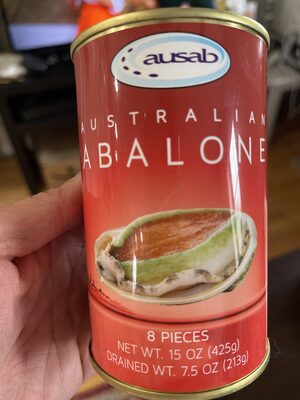 ausab
AUSTRALIAN
ABALONE
8 PIECES
NET WT. 15 OZ (425g)
DRAINED WT. 7.5 OZ (213g)